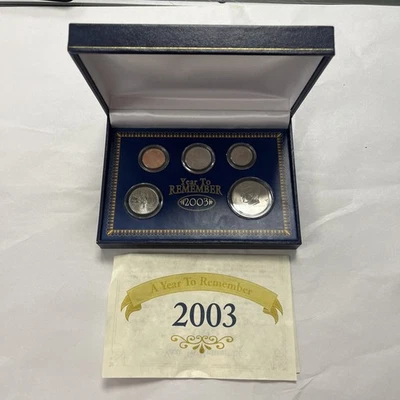 Year To
REMEMBER
2003
A Year To Remember
2003